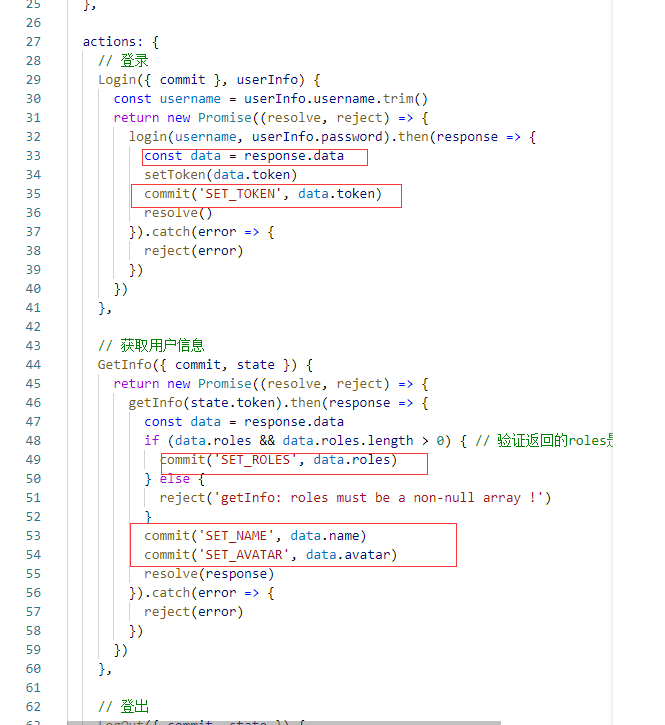 25 },
26
27 actions: {
28 // 登录
29 Login({ commit }, userInfo) {
30 const username = userInfo.username.trim()
31 return new Promise((resolve, reject) => {
32 login(username, userInfo.password).then(response => {
33 const data = response.data
34 setToken(data.token)
35 commit('SET_TOKEN', data.token)
36 resolve()
37 }).catch(error => {
38 reject(error)
39 })
40 })
41 },
42
43 // 获取用户信息
44 GetInfo({ commit, state }) {
45 return new Promise((resolve, reject) => {
46 getInfo(state.token).then(response => {
47 const data = response.data
48 if (data.roles && data.roles.length > 0) { // 验证返回的roles是
49 commit('SET_ROLES', data.roles)
50 } else {
51 reject('getInfo: roles must be a non-null array !')
52 }
53 commit('SET_NAME', data.name)
54 commit('SET_AVATAR', data.avatar)
55 resolve(response)
56 }).catch(error => {
57 reject(error)
58 })
59 })
60 },
61
62 // 登出
63 LogOut({ commit, state }) {